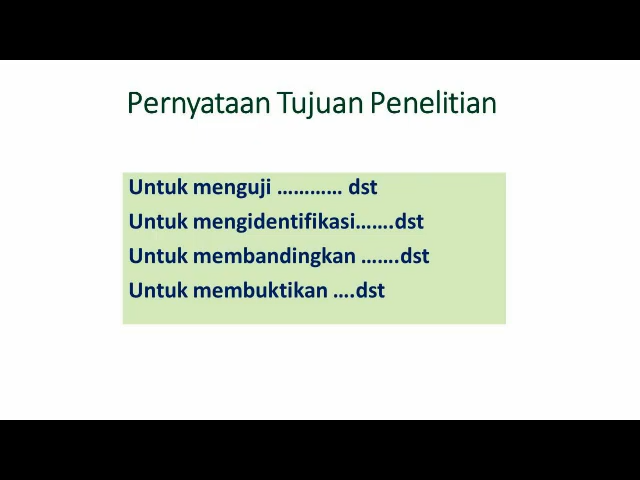 Pernyataan Tujuan Penelitian
Untuk menguji ………… dst
Untuk mengidentifikasi…….dst
Untuk membandingkan …….dst
Untuk membuktikan ….dst